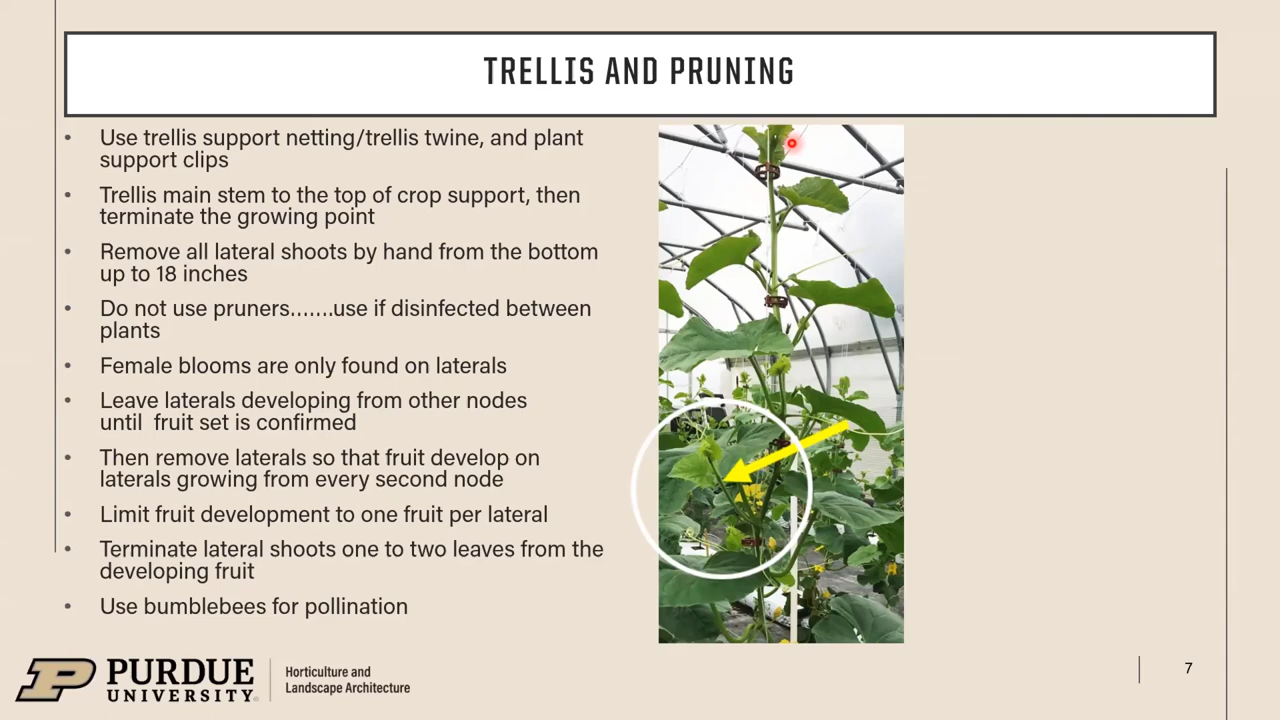 TRELLIS AND PRUNING
• Use trellis support netting/trellis twine, and plant
support clips
• Trellis main stem to the top of crop support, then
terminate the growing point
• Remove all lateral shoots by hand from the bottom
up to 18 inches
• Do not use pruners…….use if disinfected between
plants
• Female blooms are only found on laterals
• Leave laterals developing from other nodes
until  fruit set is confirmed
• Then remove laterals so that fruit develop on
laterals growing from every second node
• Limit fruit development to one fruit per lateral
• Terminate lateral shoots one to two leaves from the
developing fruit
• Use bumblebees for pollination
P PURDUE
UNIVERSITY®
Horticulture and
Landscape Architecture
7